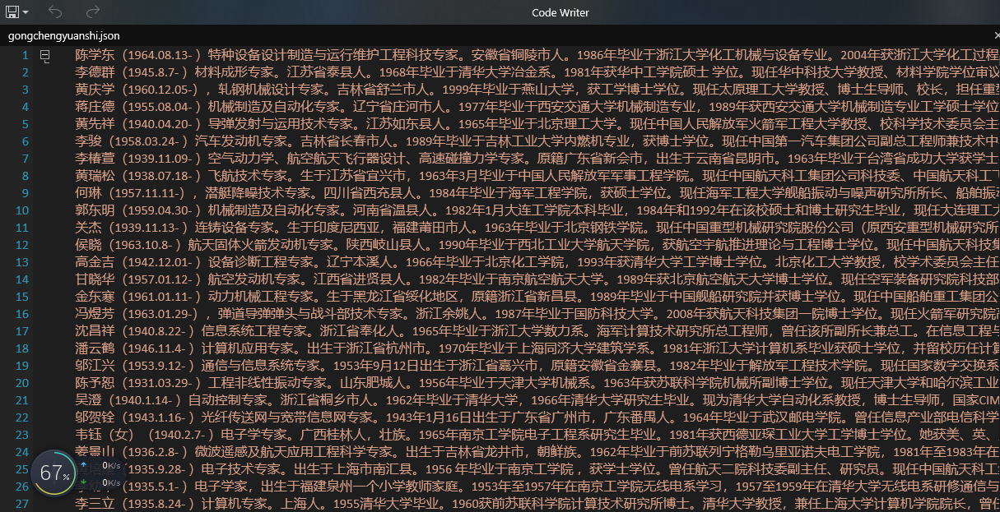 Code Writer
gongchengyuanshi.json
1 陈学东（1964.08.13- ）特种设备设计制造与运行维护工程科技专家。安徽省铜陵市人。1986年毕业于浙江大学化工机械与设备专业。2004年获浙江大学化工过程
2 李德群（1945.8.7- ）材料成形专家。江苏省泰县人。1968年毕业于清华大学冶金系。1981年获华中工学院硕士 学位。现任华中科技大学教授、材料学院学位审议
3 黄庆学（1960.12.05-），轧钢机械设计专家。吉林省舒兰市人。1999年毕业于燕山大学，获工学博士学位。现任太原理工大学教授、博士生导师、校长，担任重型
4 蒋庄德（1955.08.04- ）机械制造及自动化专家。辽宁省庄河市人。1977年毕业于西安交通大学机械制造专业，1989年获西安交通大学机械制造专业工学硕士学位
5 黄先祥（1940.04.20- ）导弹发射与运用技术专家。江苏如东县人。1965年毕业于北京理工大学。现任中国人民解放军火箭军工程大学教授、校科学技术委员会主
6 李骏（1958.03.24- ）汽车发动机专家。吉林省长春市人。1989年毕业于吉林工业大学内燃机专业，获博士学位。现任中国第一汽车集团公司副总工程师兼技术中
7 李椿萱（1939.11.09- ）空气动力学、航空航天飞行器设计、高速碰撞力学专家。原籍广东省新会市，出生于云南省昆明市。1963年毕业于台湾省成功大学获学士
8 黄瑞松（1938.07.18- ）飞航技术专家。生于江苏省宜兴市，1963年3月毕业于中国人民解放军军事工程学院。现任中国航天科工集团公司科技委、中国航天科工飞
9 何琳（1957.11.11-），潜艇降噪技术专家。四川省西充县人。1984年毕业于海军工程学院，获硕士学位。现任海军工程大学舰船振动与噪声研究所所长、船舶振
10 郭东明（1959.04.30- ）机械制造及自动化专家。河南省温县人。1982年1月大连工学院本科毕业，1984年和1992年在该校硕士和博士研究生毕业，现任大连理工大
11 关杰（1939.11.13- ）连铸设备专家。生于印度尼西亚，福建莆田市人。1963年毕业于北京钢铁学院。现任中国重型机械研究院股份公司（原西安重型机械研究所
12 侯晓（1963.10.8- ）航天固体火箭发动机专家。陕西岐山县人。1990年毕业于西北工业大学航天学院，获航空宇航推进理论与工程博士学位。现任中国航天科技集
13 高金吉（1942.12.01- ）设备诊断工程专家。辽宁本溪人。1966年毕业于北京化工学院，1993年获清华大学工学博士学位。北京化工大学教授，校学术委员会主任
14 甘晓华（1957.01.12- ）航空发动机专家。江西省进贤县人。1982年毕业于南京航空航天大学。1989年获北京航空航天大学博士学位。现任空军装备研究院科技部
15 金东寒（1961.01.11- ）动力机械工程专家。生于黑龙江省绥化地区，原籍浙江省新昌县。1989年毕业于中国舰船研究院并获博士学位。现任中国船舶重工集团公
16 冯煜芳（1963.01.29-），弹道导弹弹头与战斗部技术专家。浙江余姚人。1987年毕业于国防科技大学。2008年获航天科技集团一院博士学位。现任火箭军研究院
17 沈昌祥（1940.8.22- ）信息系统工程专家。浙江省奉化人。1965年毕业于浙江大学数力系。海军计算技术研究所总工程师，曾任该所副所长兼总工。在信息工程与
18 潘云鹤（1946.11.4- ）计算机应用专家。出生于浙江省杭州市。1970年毕业于上海同济大学建筑学系。1981年浙江大学计算机系毕业获硕士学位，并留校历任计算
19 邬江兴（1953.9.12- ）通信与信息系统专家。1953年9月12日出生于浙江省嘉兴市，原籍安徽省金寨县。1982年毕业于解放军工程技术学院。现任国家数字交换系
20 陈予恕（1931.03.29- ）工程非线性振动专家。山东肥城人。1956年毕业于天津大学机械系。1963年获苏联科学院机械所副博士学位。现任天津大学和哈尔滨工业
21 吴澄（1940.1.14- ）自动控制专家。浙江省桐乡市人。1962年毕业于清华大学，1966年清华大学研究生毕业。现为清华大学自动化系教授，博士生导师，国家CIM
22 邬贺铨（1943.1.16- ）光纤传送网与宽带信息网专家。1943年1月16日出生于广东省广州市，广东番禺人。1964年毕业于武汉邮电学院。曾任信息产业部电信科学
23 韦钰（女）（1940.2.7- ）电子学专家。广西桂林人，壮族。1965年南京工学院电子工程系研究生毕业。1981年获西德亚琛工业大学工学博士学位。她获美、英、
24 姜景山（1936.2.8- ）微波遥感及航天应用工程科学专家。出生于吉林省龙井市，朝鲜族。1962年毕业于前苏联列宁格勒乌里亚诺夫电工学院，1981年至1983年在
25 （1935.9.28- ）电子技术专家。出生于上海市南汇县。1956 年毕业于南京工学院 ，获学士学位。曾任航天二院科技委副主任、研究员。现任中国航天科工
26 （1935.5.1- ）电子学家，出生于福建泉州一个小学教师家庭。1953年至1957年在南京工学院无线电系学习，1957至1959年在清华大学无线电系研修通信与
27 李三立（1935.8.24- ）计算机专家。上海人。1955清华大学毕业。1960获前苏联科学院计算技术研究所博士。清华大学教授，兼任上海大学计算机学院院长，曾任
67%
0K/s
0K/s